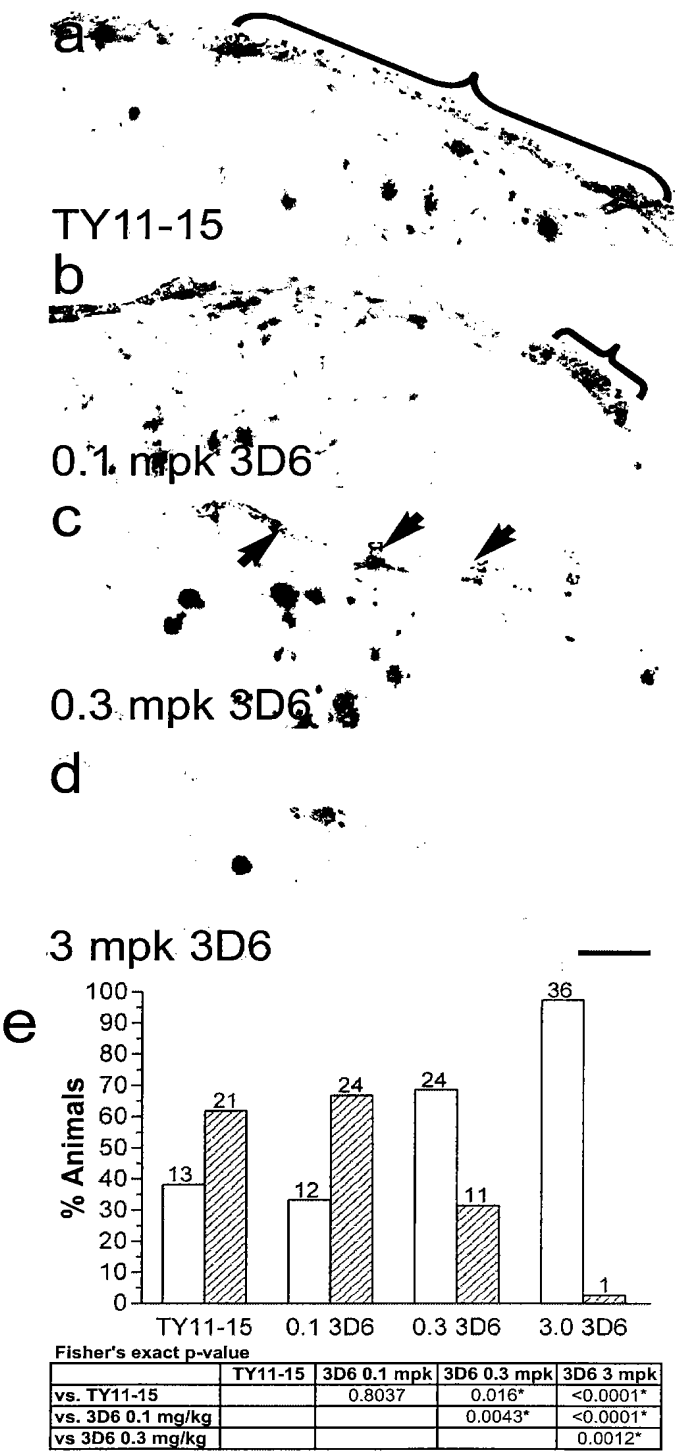 a
TY11-15
b
0.1 mpk 3D6
c
0.3 mpk 3D6
d
3 mpk 3D6
e
% Animals
100
90
80
70
60
50
40
30
20
10
0
13 21 12 24 24 11 36 1
TY11-15 0.1 3D6 0.3 3D6 3.0 3D6
Fisher's exact p-value
TY11-15 3D6 0.1 mpk 3D6 0.3 mpk 3D6 3 mpk
vs. TY11-15 0.8037 0.016* <0.0001*
vs. 3D6 0.1 mg/kg 0.0043* <0.0001*
vs 3D6 0.3 mg/kg 0.0012*